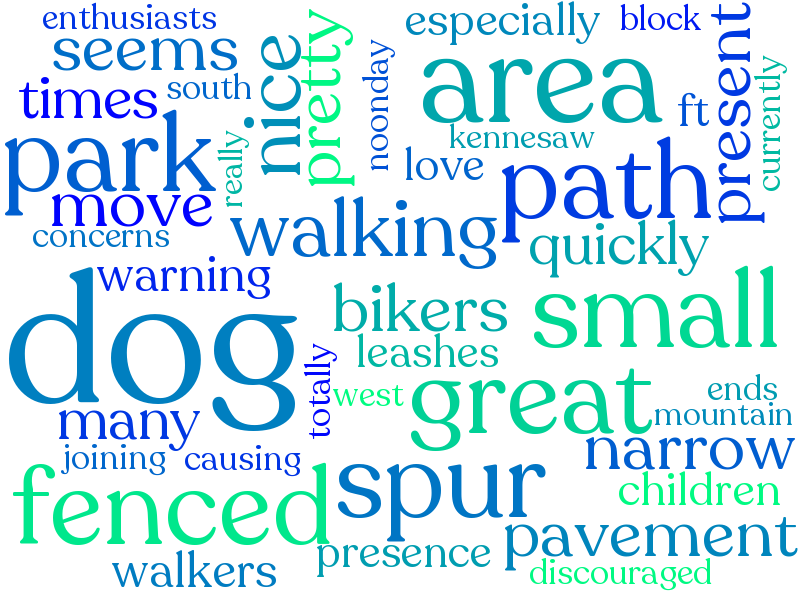 enthusiasts
especially
block
seems
nice
pretty
noonday
area
present
currently
times
south
ft
kennesaw
park
really
love
path
move
walking
quickly
concerns
warning
dog
bikers
small
leashes
totally
west
great
ends
mountain
many
narrow
joining
causing
fenced
spur
children
pavement
walkers
presence
discouraged